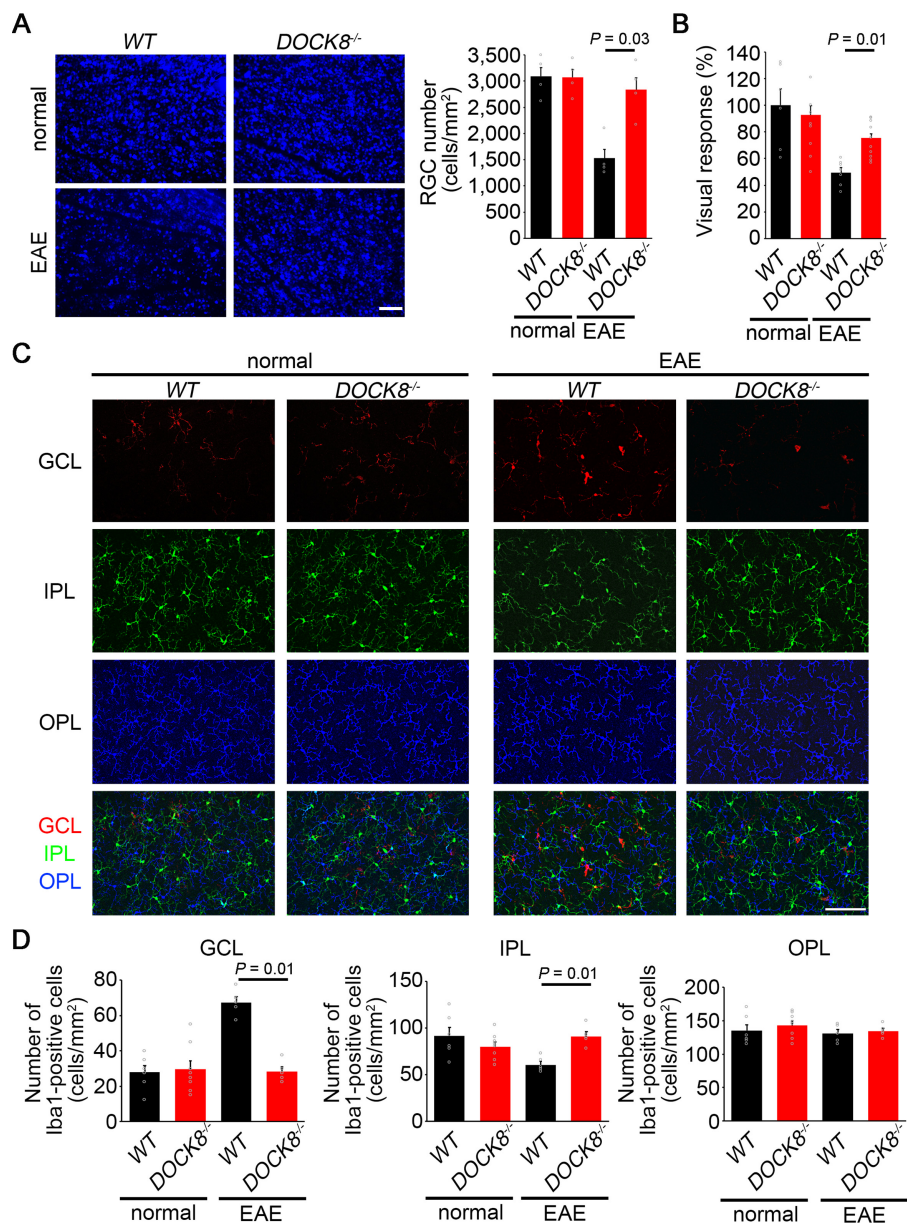 A
WT
DOCK8-/-
normal
EAE
RGC number
(cells/mm2)
3,500
3,000
2,500
2,000
1,500
1,000
500
0
P = 0.03
WT
DOCK8-/-
WT
DOCK8-/-
normal
EAE
B
Visual response (%)
140
120
100
80
60
40
20
0
P = 0.01
WT
DOCK8-/-
WT
DOCK8-/-
normal
EAE
C
normal
EAE
WT
DOCK8-/-
WT
DOCK8-/-
GCL
IPL
OPL
GCL
IPL
OPL
D
GCL
Number of
Iba1-positive cells
(cells/mm2)
80
60
40
20
0
P = 0.01
WT
DOCK8-/-
WT
DOCK8-/-
normal
EAE
IPL
Number of
Iba1-positive cells
(cells/mm2)
150
100
50
0
P = 0.01
WT
DOCK8-/-
WT
DOCK8-/-
normal
EAE
OPL
Number of
Iba1-positive cells
(cells/mm2)
200
150
100
50
0
WT
DOCK8-/-
WT
DOCK8-/-
normal
EAE